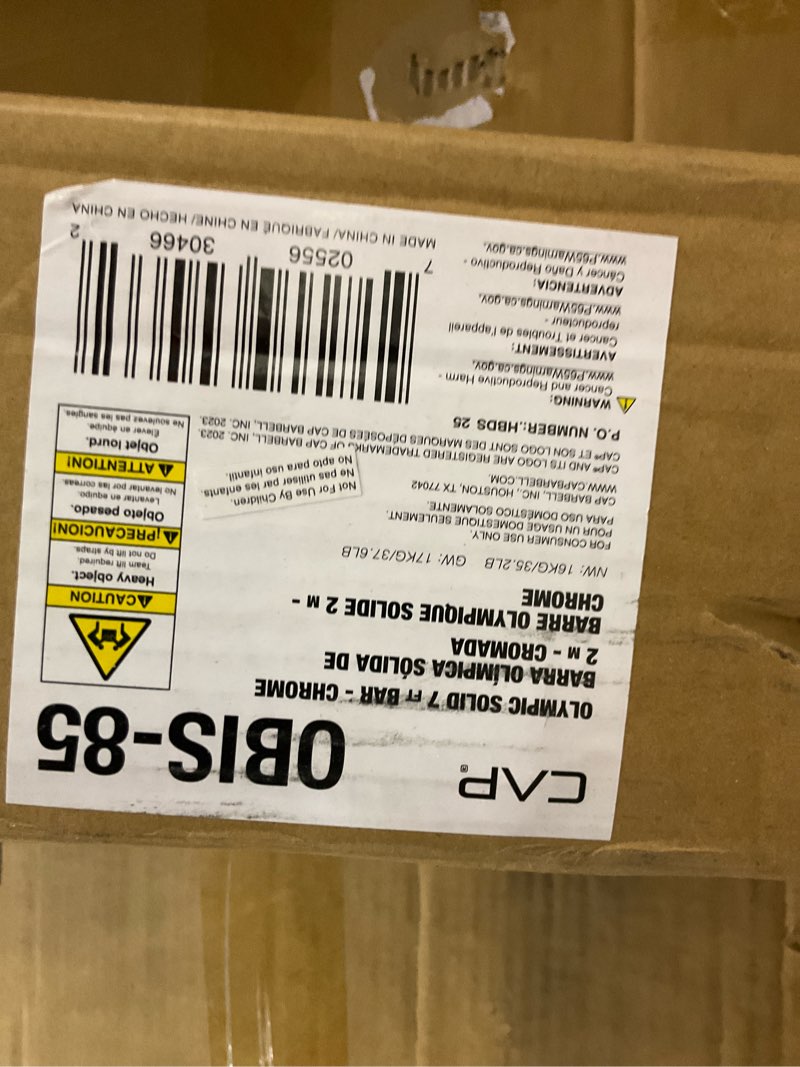 CAP®
OBIS-85
OLYMPIC SOLID 7 FT BAR - CHROME
BARRA OLÍMPICA SÓLIDA DE
2 M - CROMADA
BARRE OLYMPIQUE SOLIDE 2 M -
CHROME
NW: 16KG/35.2LB GW: 17KG/37.6LB
FOR CONSUMER USE ONLY.
POUR UN USAGE DOMESTIQUE SEULEMENT.
PARA USO DOMÉSTICO SOLAMENTE.
CAP BARBELL, INC., HOUSTON, TX, 77042
WWW.CAPBARBELL.COM.
CAP® AND ITS LOGO ARE REGISTERED TRADEMARKS OF CAP BARBELL, INC. 2023.
CAP® ET SON LOGO SONT DES MARQUES DÉPOSÉES DE CAP BARBELL, INC. 2023.
P.O. NUMBER.:HBDS 25
CAUTION
Heavy object.
Team lift required.
Do not lift by straps.
¡PRECAUCION!
Objeto pesado.
Levantar en equipo.
No levantar por las correas.
ATTENTION!
Objet lourd.
Élever en équipe.
Ne soulevez pas les sangles.
Not For Use By Children.
Ne pas utiliser par les enfants.
No apto para uso infantil.
WARNING:
Cancer and Reproductive Harm -
www.P65Warnings.ca.gov.
AVERTISSEMENT:
Cancer et Troubles de l'appareil
reproducteur -
www.P65Warnings.ca.gov.
ADVERTENCIA:
Cáncer y Daño Reproductivo -
www.P65Warnings.ca.gov.
7 02556 30466 2
MADE IN CHINA/ FABRIQUÉ EN CHINE/ HECHO EN CHINA